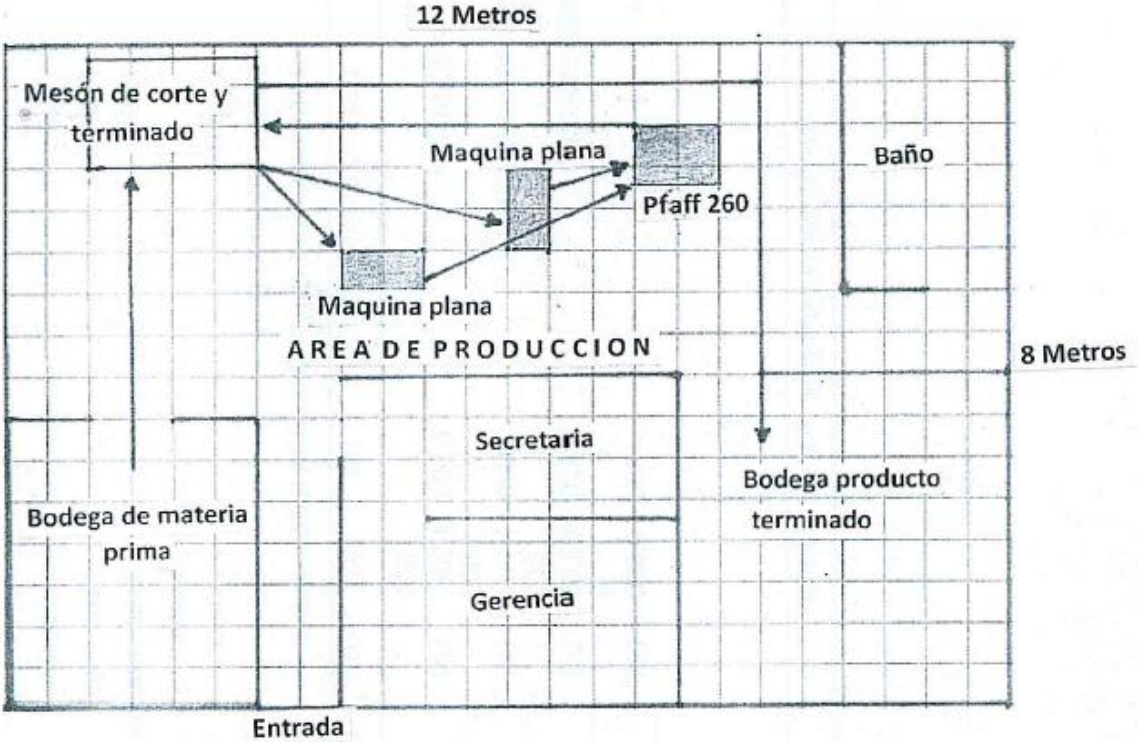 12 Metros
Mesón de corte y
terminado
Maquina plana
Baño
Pfaff 260
Maquina plana
AREA DE PRODUCCION
8 Metros
Secretaria
Bodega producto
terminado
Bodega de materia
prima
Gerencia
Entrada